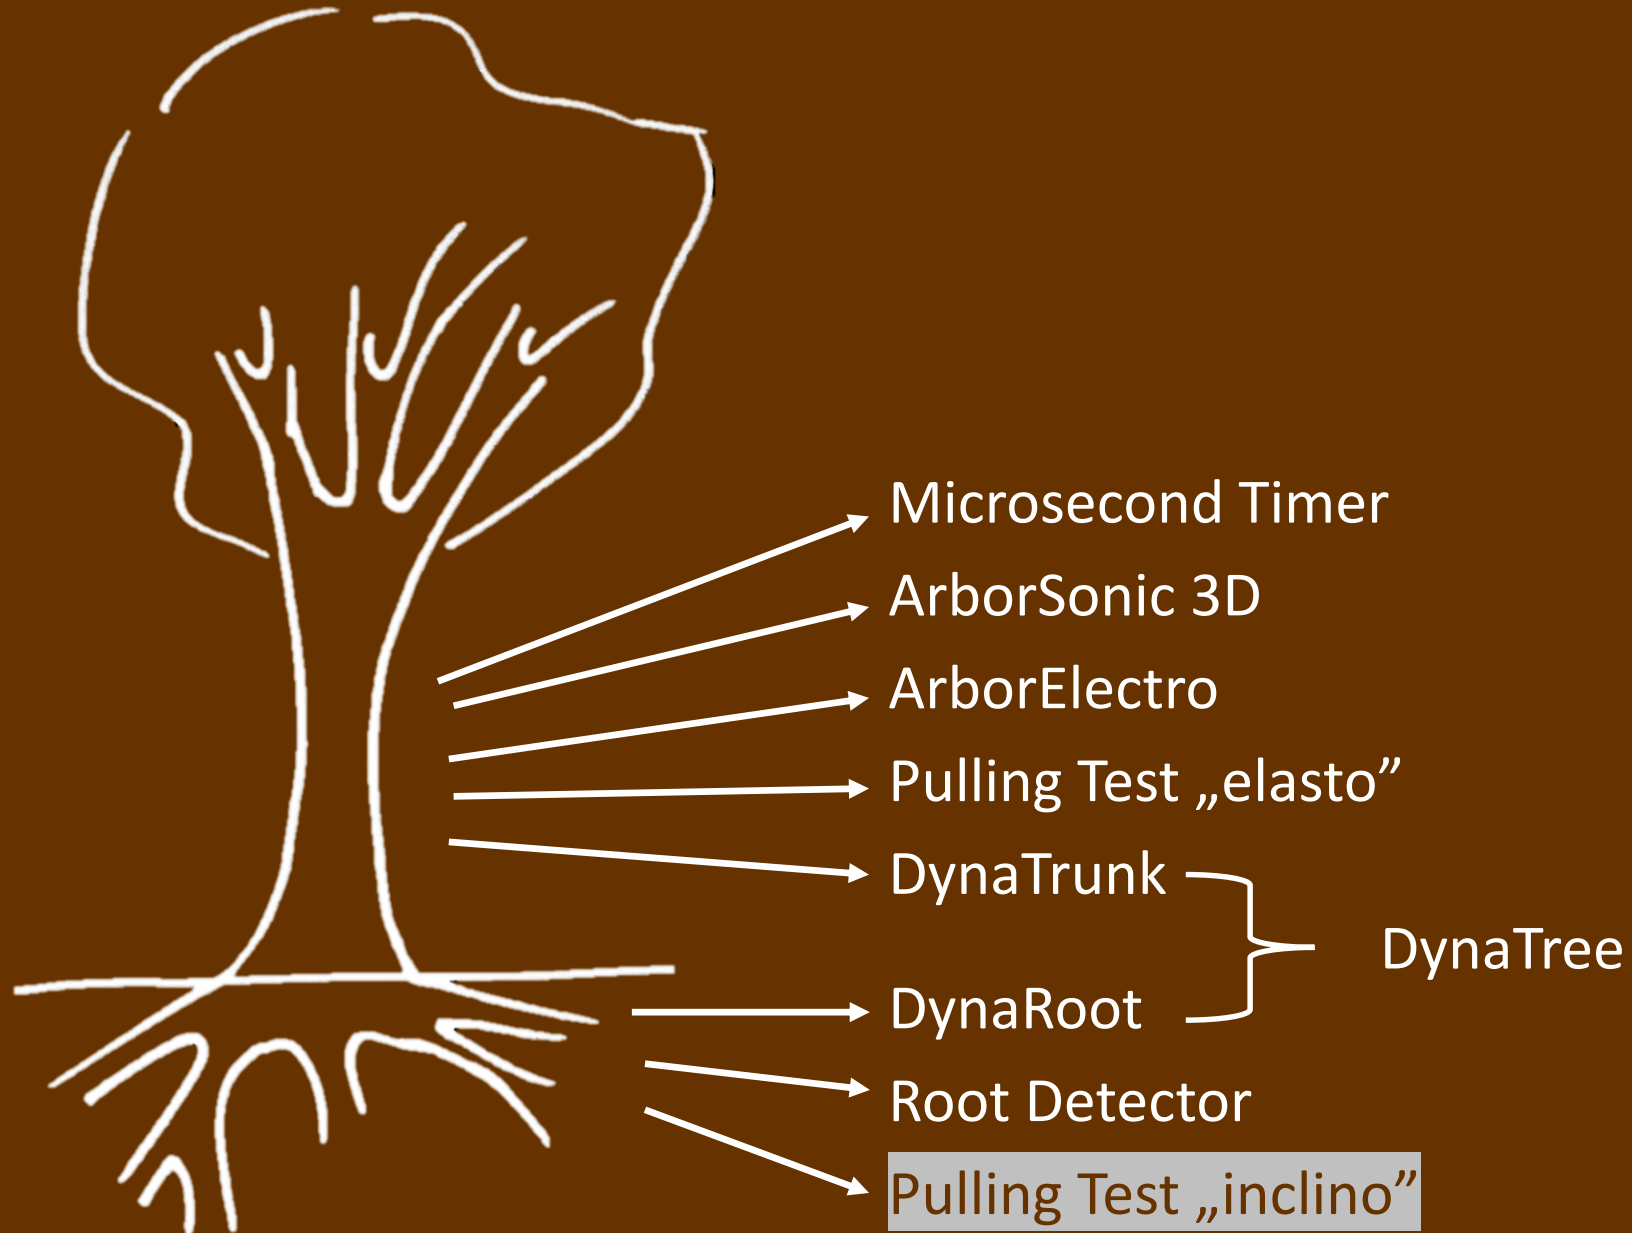 Microsecond Timer
ArborSonic 3D
ArborElectro
Pulling Test „elasto”
DynaTrunk
DynaTree
DynaRoot
Root Detector
Pulling Test „inclino”